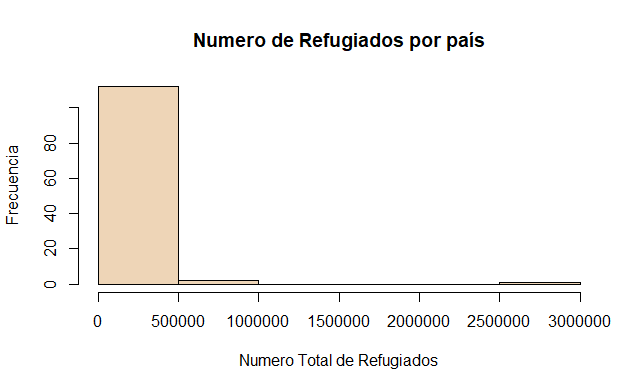 Numero de Refugiados por país
Frecuencia
80
60
40
20
0
0 500000 1000000 1500000 2000000 2500000 3000000
Numero Total de Refugiados